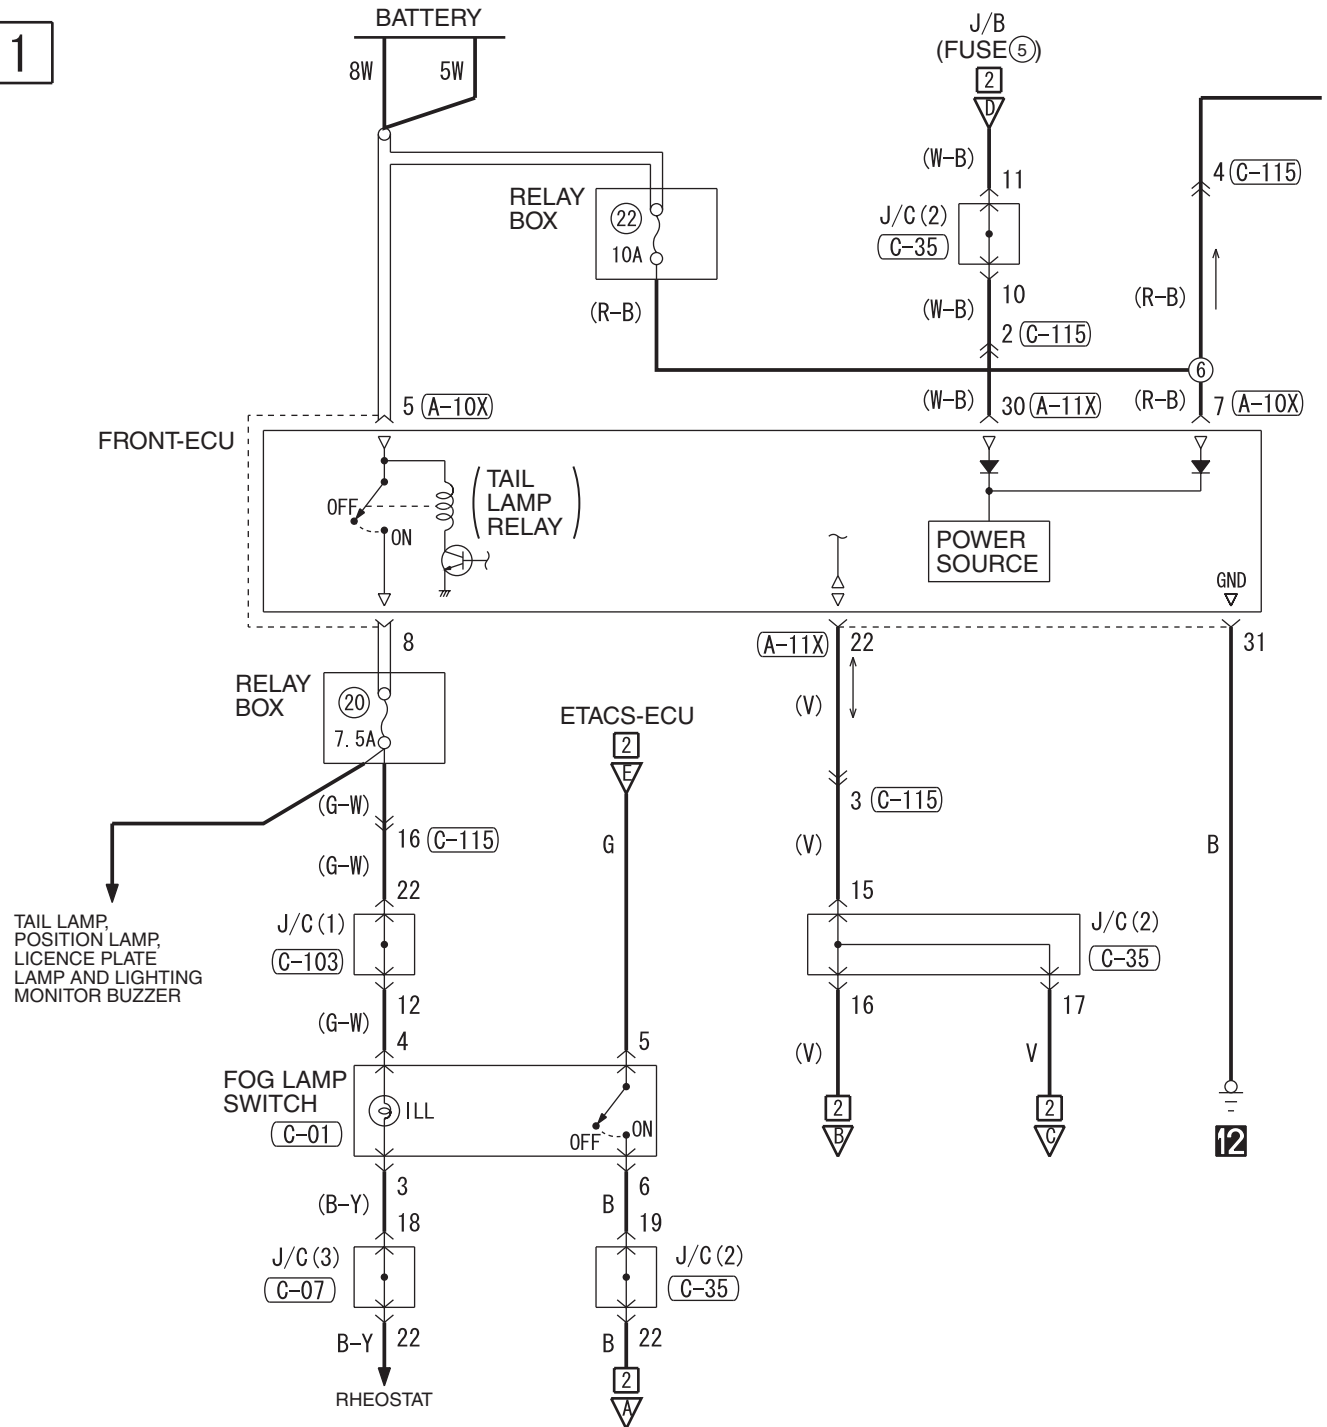 1
BATTERY
8W
5W
J/B
(FUSE⑤)
2
D
(W-B)
11
4 C-115
RELAY
BOX
22
10A
J/C(2)
C-35
(R-B)
(W-B)
10
(R-B)
2 C-115
6
5 A-10X
(W-B)
30 A-11X
(R-B)
7 A-10X
FRONT-ECU
OFF
ON
(TAIL
LAMP
RELAY)
POWER
SOURCE
GND
8
A-11X
22
31
RELAY
BOX
20
7.5A
ETACS-ECU
2
E
(V)
(G-W)
16 C-115
(G-W)
G
3 C-115
(V)
B
22
15
J/C(1)
C-103
J/C(2)
C-35
TAIL LAMP,
POSITION LAMP,
LICENCE PLATE
LAMP AND LIGHTING
MONITOR BUZZER
12
(G-W)
4
5
16
17
(V)
V
FOG LAMP
SWITCH
C-01
ILL
OFF
ON
2
B
2
C
12
3
(B-Y)
18
6
B
19
J/C(3)
C-07
J/C(2)
C-35
B-Y
22
B
22
RHEOSTAT
2
A